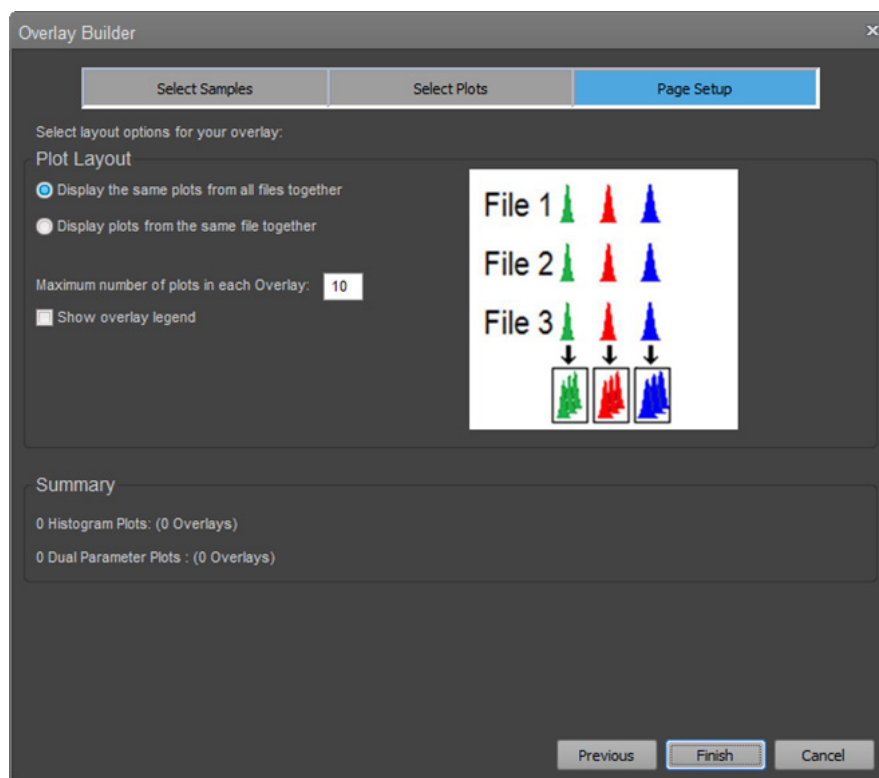 Overlay Builder
Select Samples
Select Plots
Page Setup
Select layout options for your overlay:
Plot Layout
Display the same plots from all files together
Display plots from the same file together
Maximum number of plots in each Overlay: 10
Show overlay legend
File 1
File 2
File 3
Summary
0 Histogram Plots: (0 Overlays)
0 Dual Parameter Plots : (0 Overlays)
Previous
Finish
Cancel